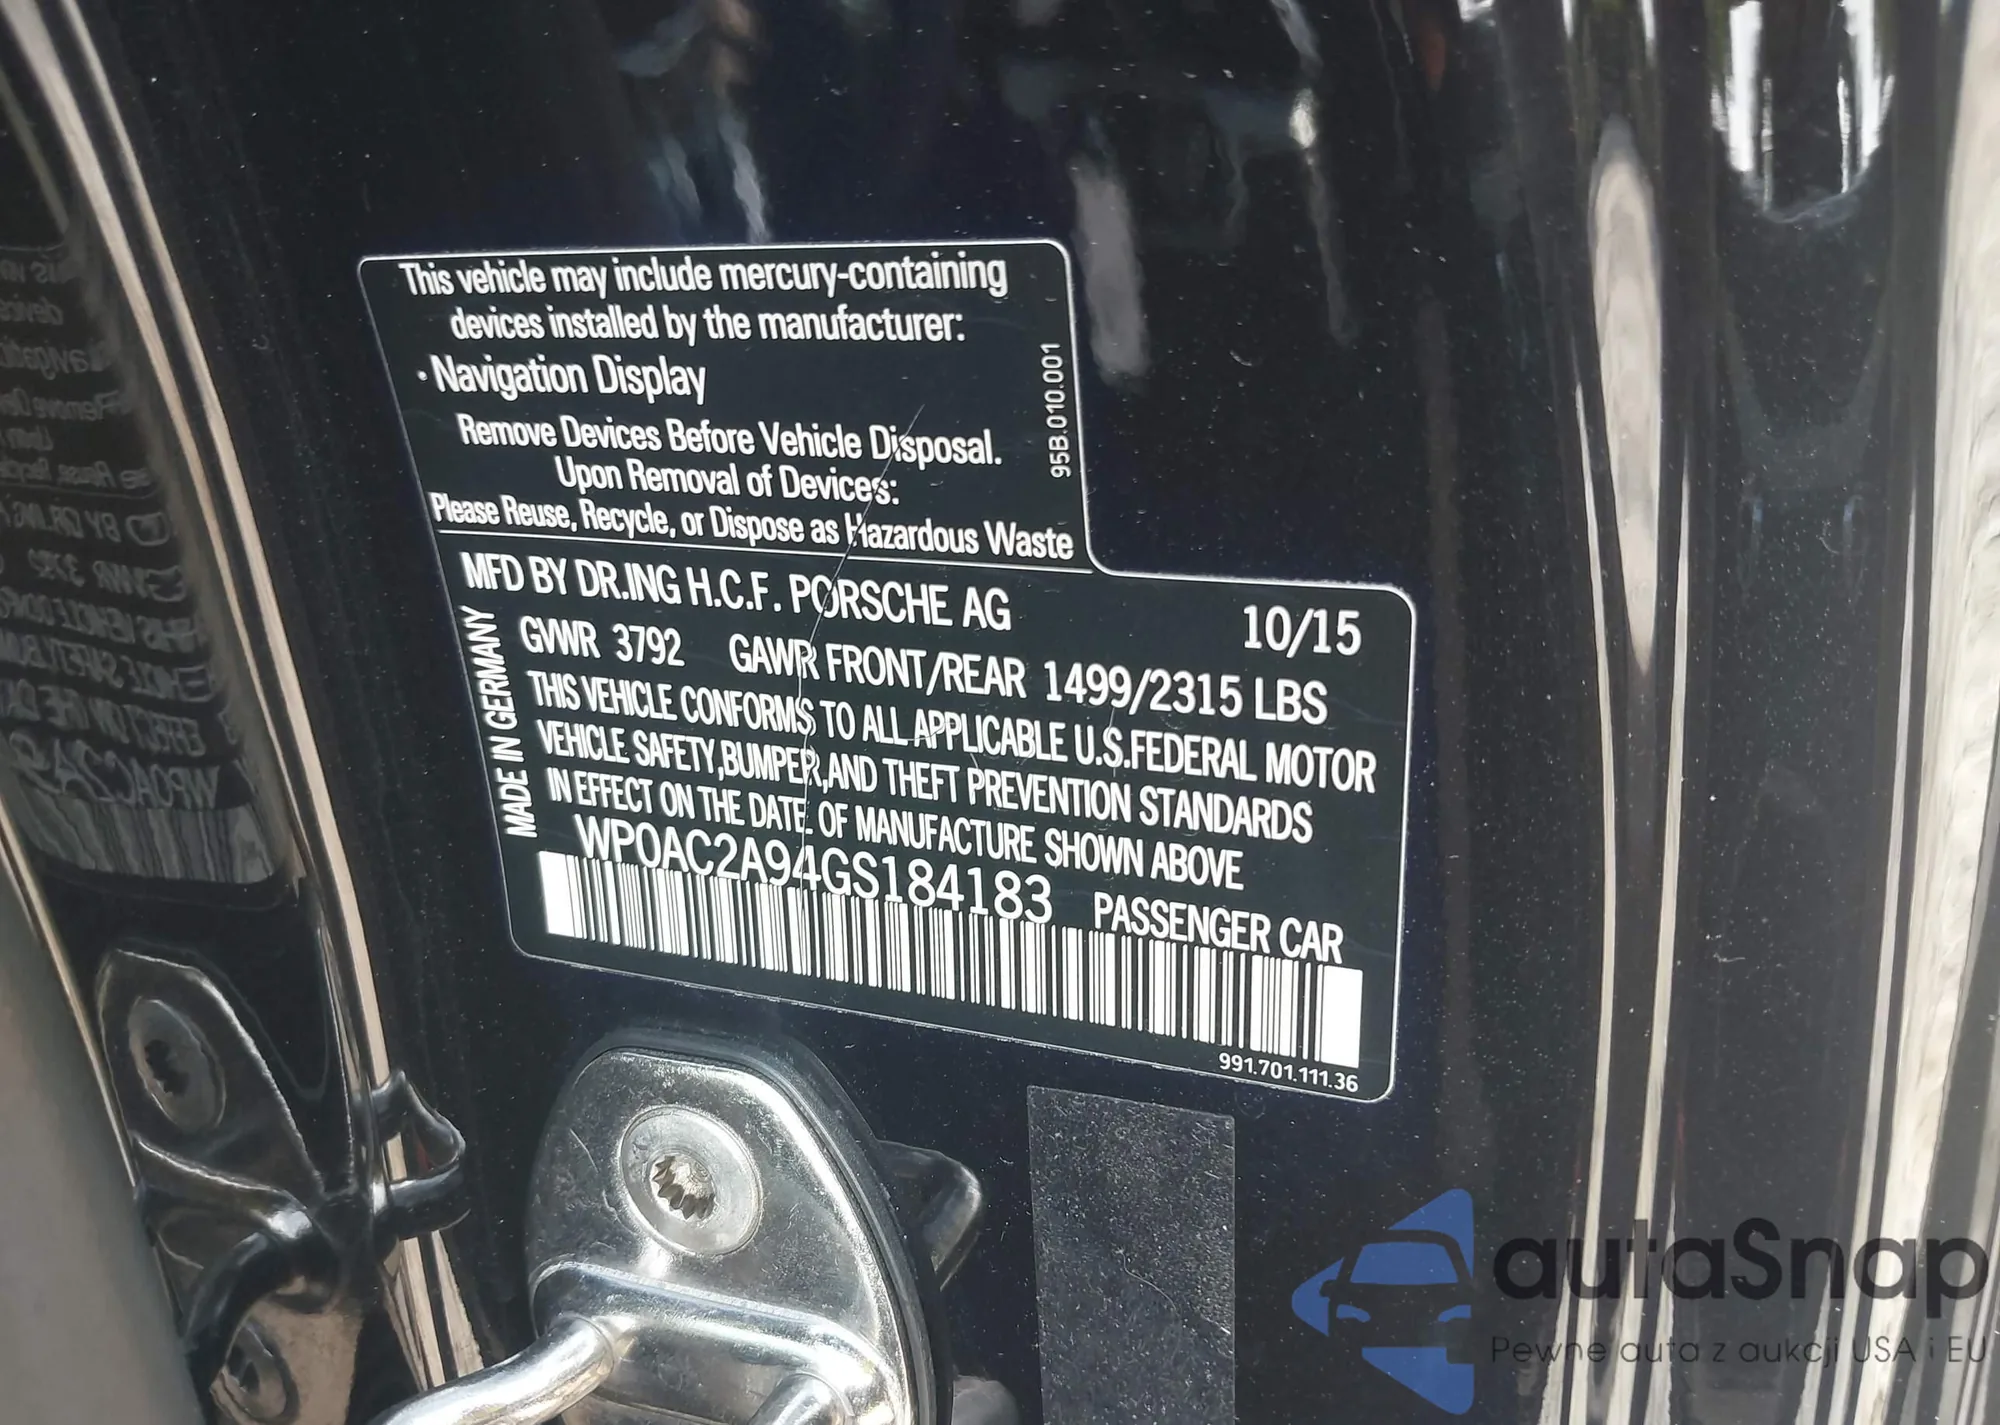 This vehicle may include mercury-containing
devices installed by the manufacturer:
· Navigation Display
Remove Devices Before Vehicle Disposal.
Upon Removal of Devices:
Please Reuse, Recycle, or Dispose as Hazardous Waste
95B.010.001
MFD BY DR.ING H.C.F. PORSCHE AG 10/15
GVWR 3792 GAWR FRONT/REAR 1499/2315 LBS
THIS VEHICLE CONFORMS TO ALL APPLICABLE U.S.FEDERAL MOTOR
VEHICLE SAFETY,BUMPER,AND THEFT PREVENTION STANDARDS
IN EFFECT ON THE DATE OF MANUFACTURE SHOWN ABOVE
MADE IN GERMANY
WP0AC2A94GS184183 PASSENGER CAR
991.701.111.36
autaSnap
Pewne auta z aukcji USA i EU